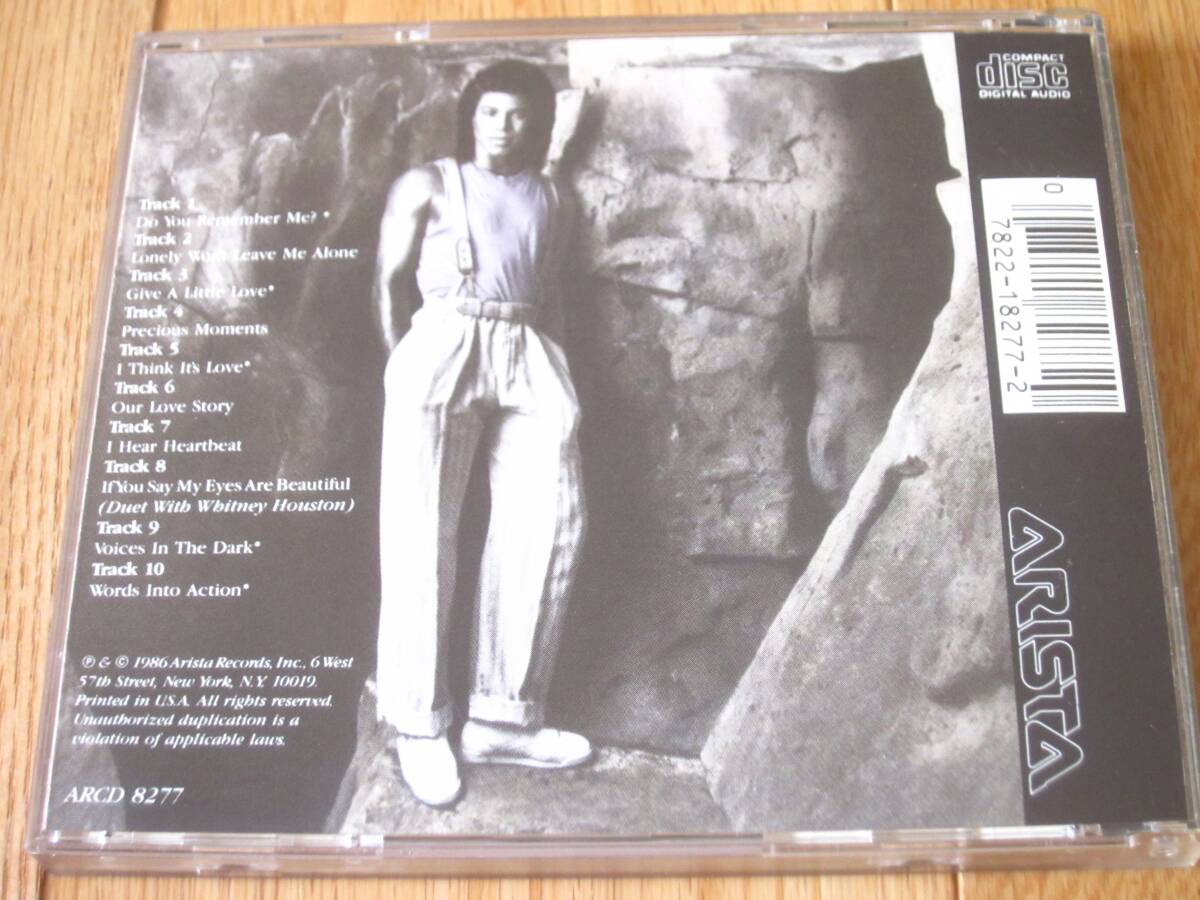 Track 1
Do You Remember Me? *
Track 2
Lonely Won't Leave Me Alone
Track 3
Give A Little Love*
Track 4
Precious Moments
Track 5
I Think It's Love*
Track 6
Our Love Story
Track 7
I Hear Heartbeat
Track 8
If You Say My Eyes Are Beautiful
(Duet With Whitney Houston)
Track 9
Voices In The Dark*
Track 10
Words Into Action*
℗ & © 1986 Arista Records, Inc., 6 West
57th Street, New York, N.Y. 10019.
Printed in U.S.A. All rights reserved.
Unauthorized duplication is a
violation of applicable laws.
ARCD 8277
COMPACT
disc
DIGITAL AUDIO
0 7822-18277-2
ARISTA